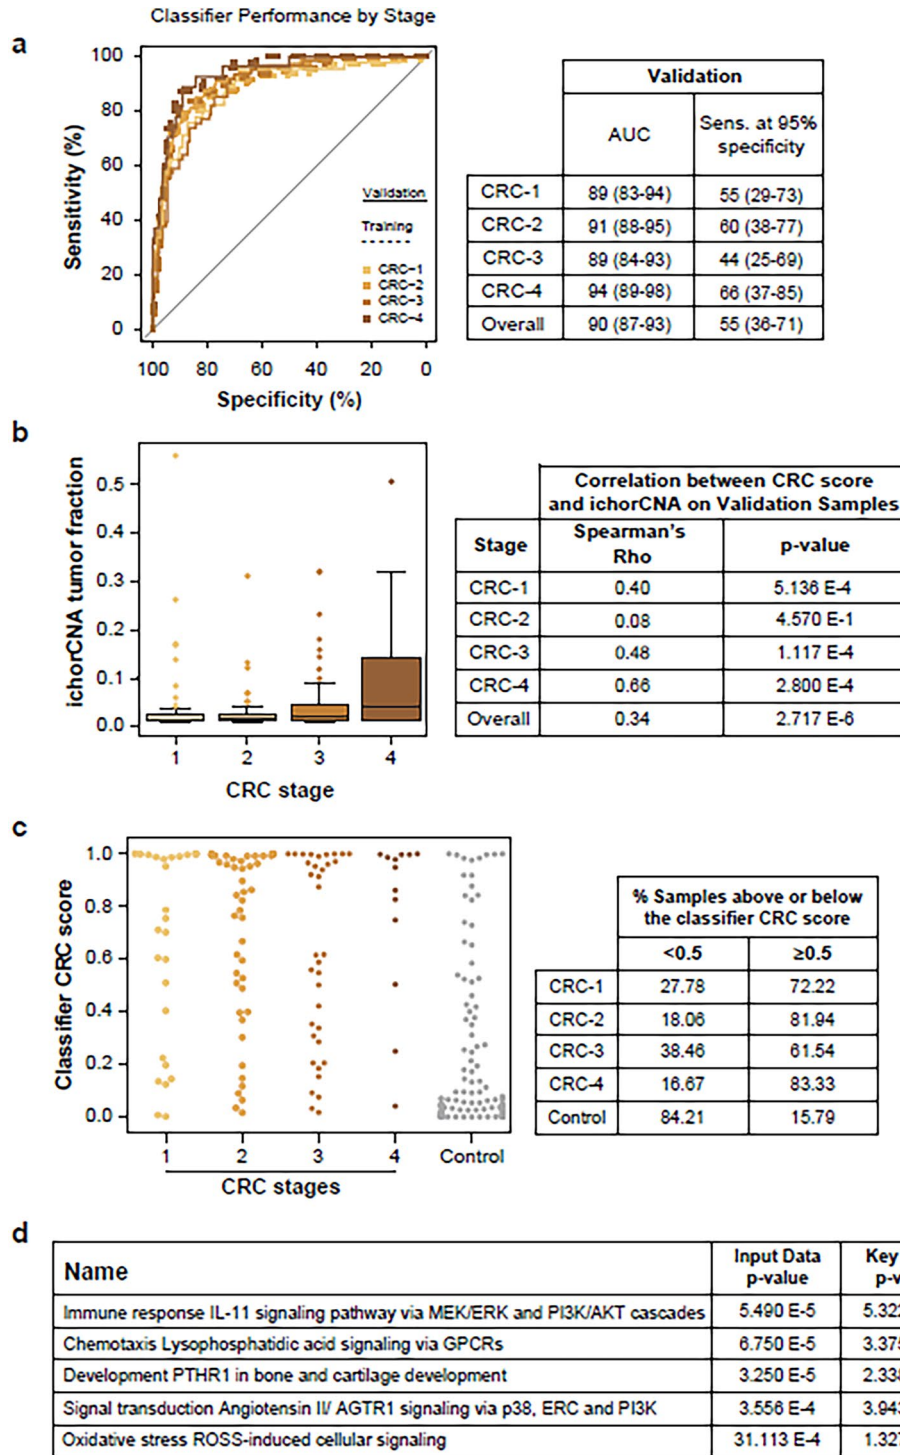 Classifier Performance by Stage
a
100
80
60
40
20
0
Sensitivity (%)
Validation
Training
CRC-1
CRC-2
CRC-3
CRC-4
100 80 60 40 20 0
Specificity (%)
Validation
AUC Sens. at 95% specificity
CRC-1 89 (83-94) 55 (29-73)
CRC-2 91 (88-95) 60 (38-77)
CRC-3 89 (84-93) 44 (25-69)
CRC-4 94 (89-98) 66 (37-85)
Overall 90 (87-93) 55 (36-71)
b
ichorCNA tumor fraction
0.5
0.4
0.3
0.2
0.1
0.0
1 2 3 4
CRC stage
Correlation between CRC score
and ichorCNA on Validation Samples
Stage Spearman's Rho p-value
CRC-1 0.40 5.136 E-4
CRC-2 0.08 4.570 E-1
CRC-3 0.48 1.117 E-4
CRC-4 0.66 2.800 E-4
Overall 0.34 2.717 E-6
c
Classifier CRC score
1.0
0.8
0.6
0.4
0.2
0.0
1 2 3 4 Control
CRC stages
% Samples above or below
the classifier CRC score
<0.5 ≥0.5
CRC-1 27.78 72.22
CRC-2 18.06 81.94
CRC-3 38.46 61.54
CRC-4 16.67 83.33
Control 84.21 15.79
d
Name Input Data p-value Key p-v
Immune response IL-11 signaling pathway via MEK/ERK and PI3K/AKT cascades 5.490 E-5 5.322
Chemotaxis Lysophosphatidic acid signaling via GPCRs 6.750 E-5 3.375
Development PTHR1 in bone and cartilage development 3.250 E-5 2.338
Signal transduction Angiotensin II/ AGTR1 signaling via p38, ERC and PI3K 3.556 E-4 3.943
Oxidative stress ROSS-induced cellular signaling 31.113 E-4 1.327